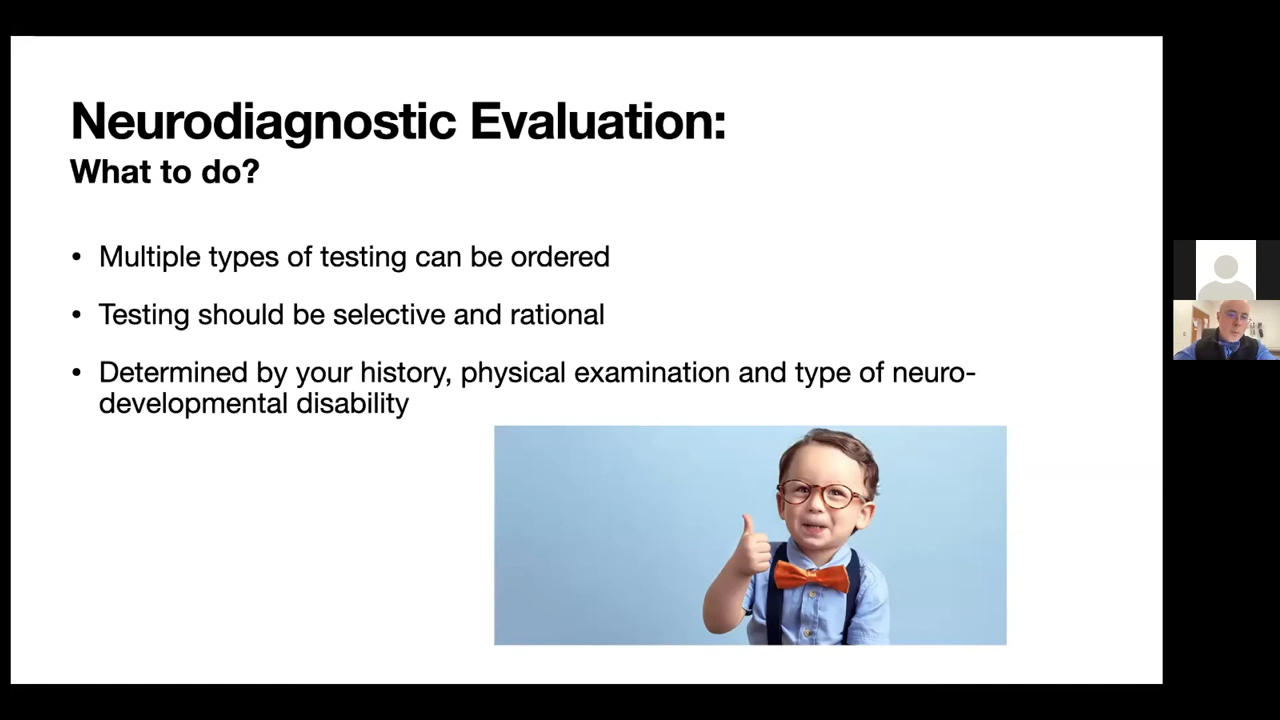 Neurodiagnostic Evaluation:
What to do?
• Multiple types of testing can be ordered
• Testing should be selective and rational
• Determined by your history, physical examination and type of neuro-
developmental disability